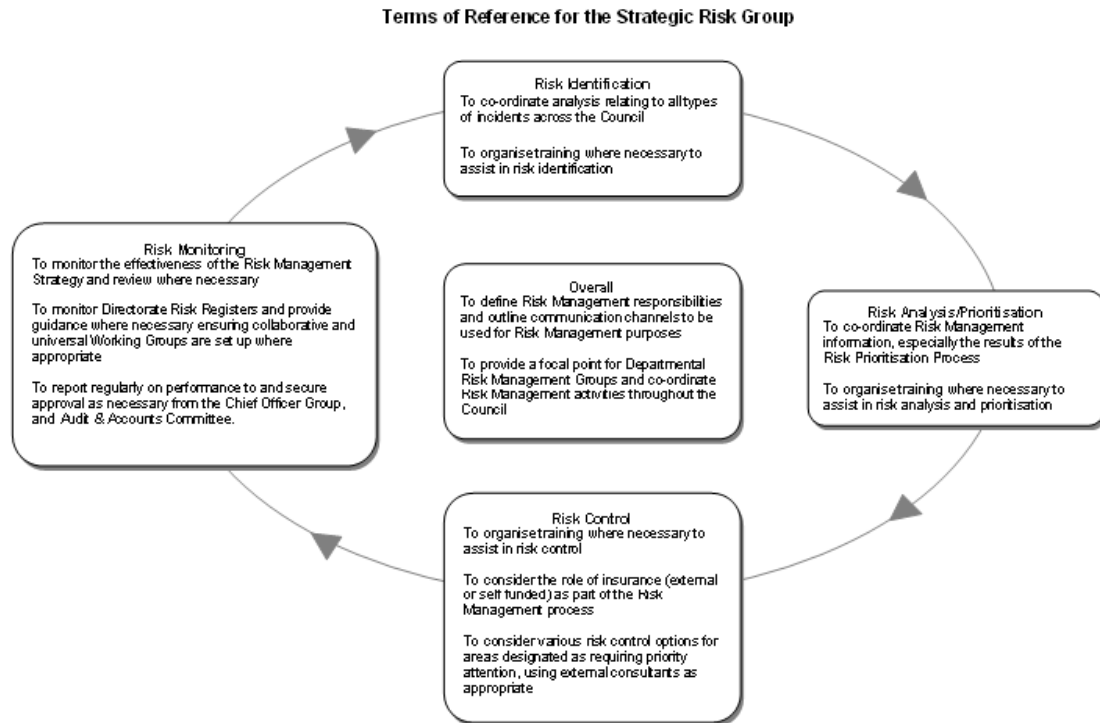 Terms of Reference for the Strategic Risk Group
Risk Identification
To co-ordinate analysis relating to all types
of incidents across the Council
To organise training where necessary to
assist in risk identification
Risk Monitoring
To monitor the effectiveness of the Risk Management
Strategy and review where necessary
To monitor Directorate Risk Registers and provide
guidance where necessary ensuring collaborative and
universal Working Groups are set up where
appropriate
To report regularly on performance to and secure
approval as necessary from the Chief Officer Group,
and Audit & Accounts Committee.
Overall
To define Risk Management responsibilities
and outline communication channels to be
used for Risk Management purposes
To provide a focal point for Departmental
Risk Management Groups and co-ordinate
Risk Management activities throughout the
Council
Risk Analysis/Prioritisation
To co-ordinate Risk Management
information, especially the results of the
Risk Prioritisation Process
To organise training where necessary to
assist in risk analysis and prioritisation
Risk Control
To organise training where necessary to
assist in risk control
To consider the role of insurance (external
or self funded) as part of the Risk
Management process
To consider various risk control options for
areas designated as requiring priority
attention, using external consultants as
appropriate